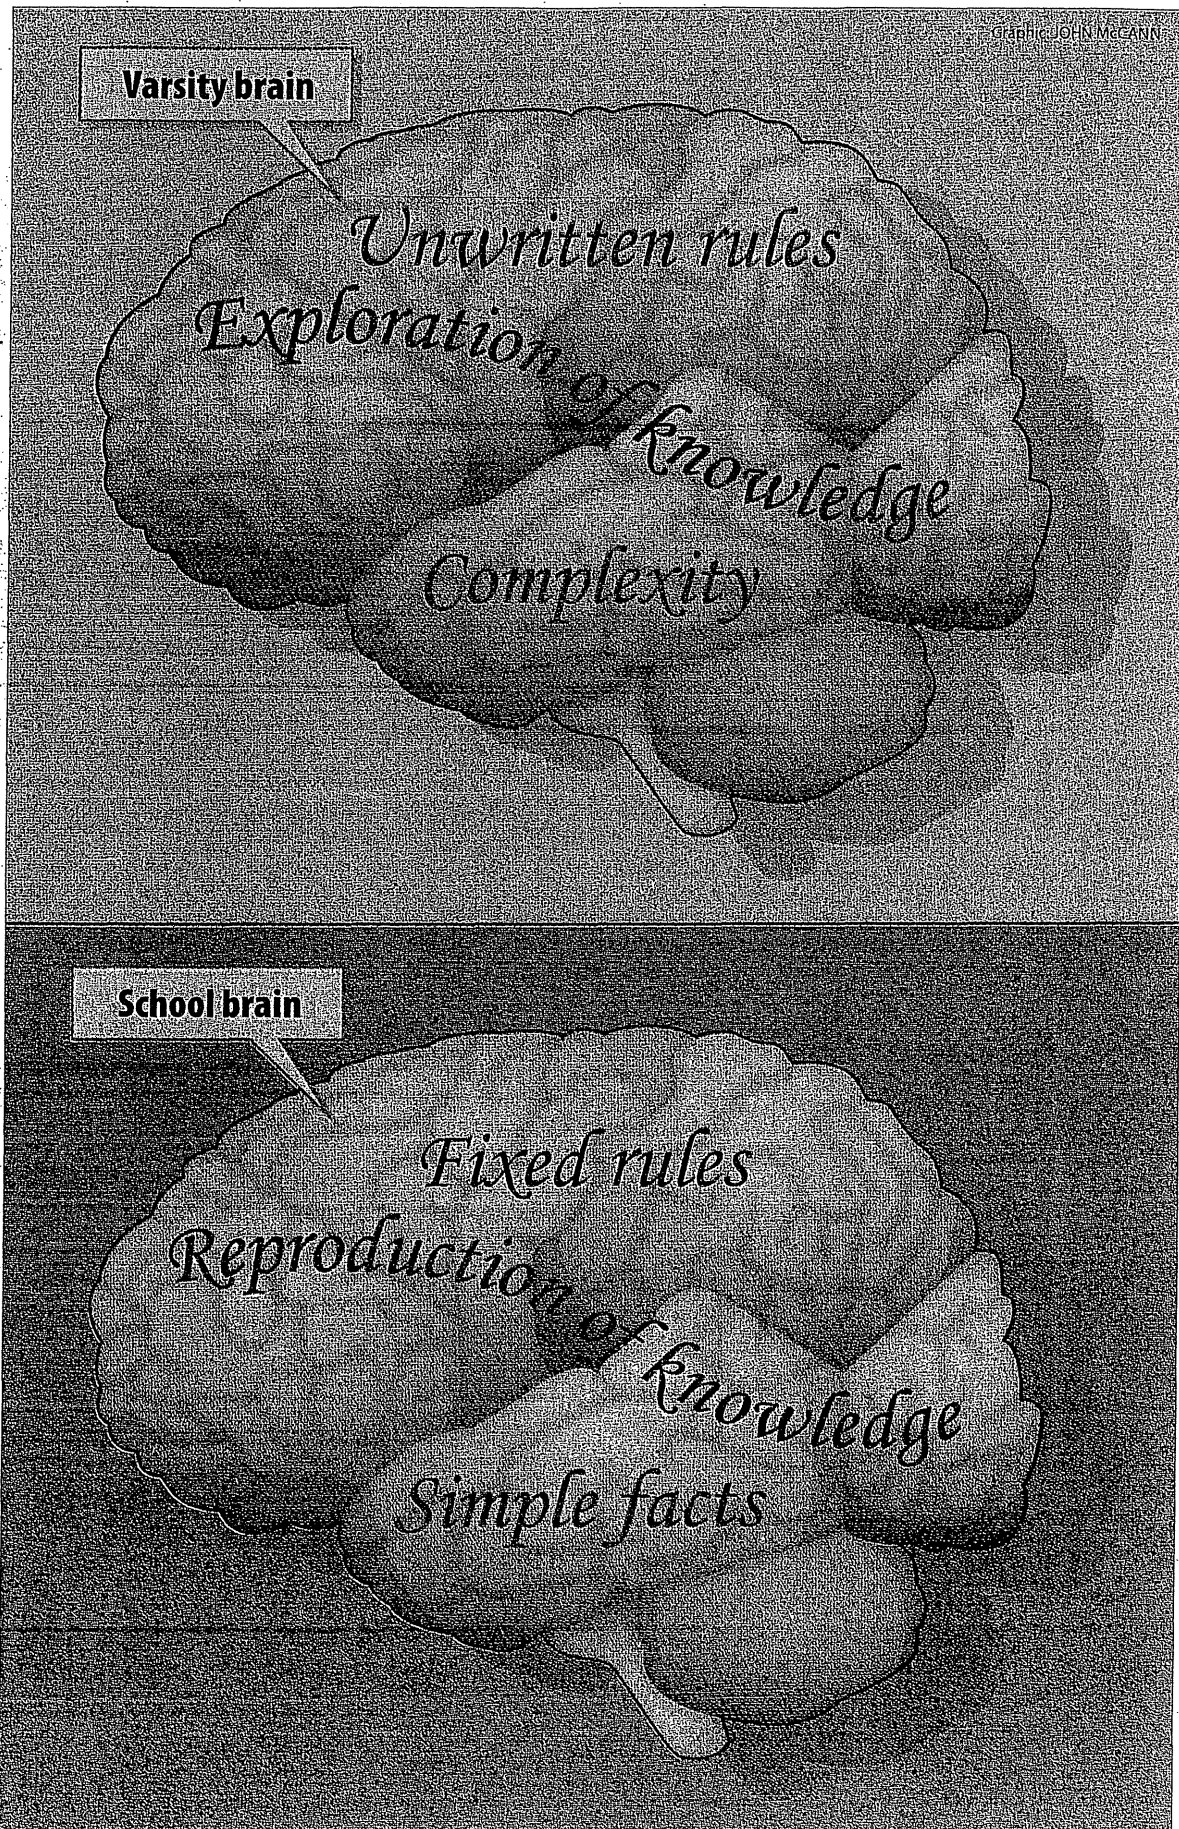 Graphic: JOHN McCANN
Varsity brain
Unwritten rules
Exploration of knowledge
Complexity
School brain
Fixed rules
Reproduction of knowledge
Simple facts